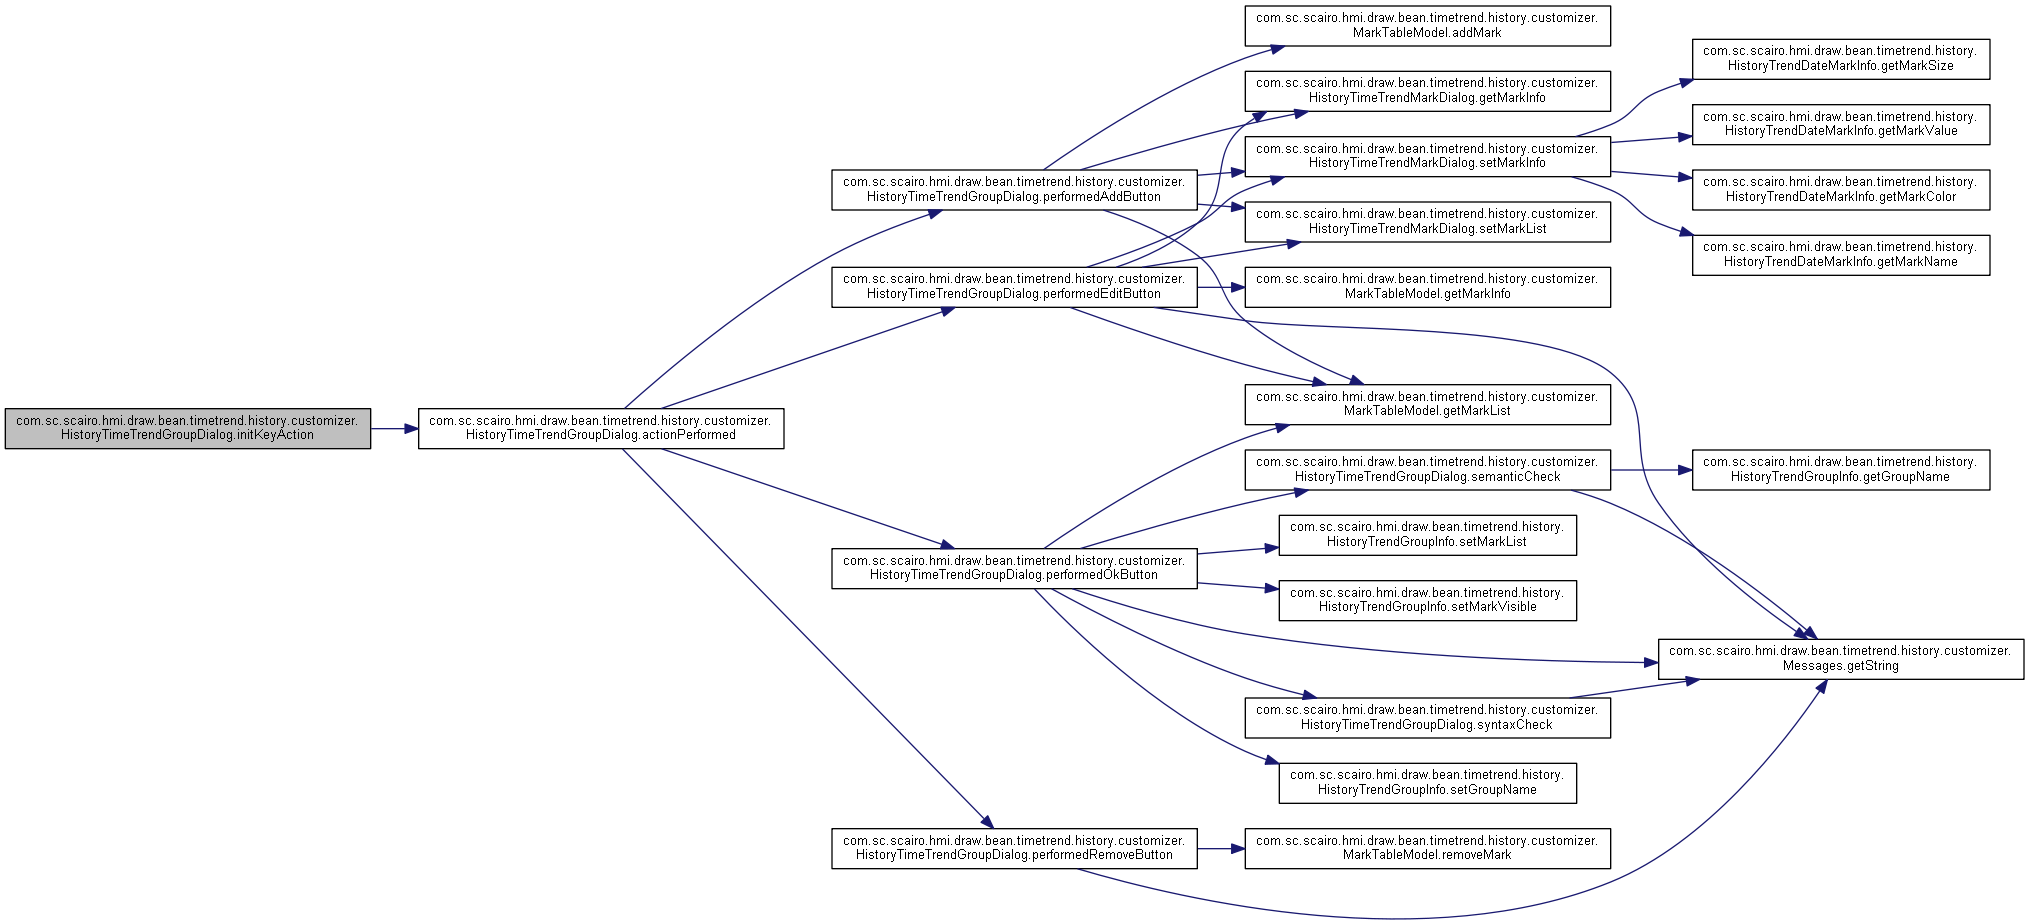 com.sc.scairo.hmi.draw.bean.timetrend.history.customizer.
HistoryTimeTrendGroupDialog.initKeyAction
com.sc.scairo.hmi.draw.bean.timetrend.history.customizer.
HistoryTimeTrendGroupDialog.actionPerformed
com.sc.scairo.hmi.draw.bean.timetrend.history.customizer.
HistoryTimeTrendGroupDialog.performedAddButton
com.sc.scairo.hmi.draw.bean.timetrend.history.customizer.
HistoryTimeTrendGroupDialog.performedEditButton
com.sc.scairo.hmi.draw.bean.timetrend.history.customizer.
HistoryTimeTrendGroupDialog.performedOkButton
com.sc.scairo.hmi.draw.bean.timetrend.history.customizer.
HistoryTimeTrendGroupDialog.performedRemoveButton
com.sc.scairo.hmi.draw.bean.timetrend.history.customizer.
MarkTableModel.addMark
com.sc.scairo.hmi.draw.bean.timetrend.history.customizer.
HistoryTimeTrendMarkDialog.getMarkInfo
com.sc.scairo.hmi.draw.bean.timetrend.history.customizer.
HistoryTimeTrendMarkDialog.setMarkInfo
com.sc.scairo.hmi.draw.bean.timetrend.history.customizer.
HistoryTimeTrendMarkDialog.setMarkList
com.sc.scairo.hmi.draw.bean.timetrend.history.customizer.
MarkTableModel.getMarkInfo
com.sc.scairo.hmi.draw.bean.timetrend.history.customizer.
MarkTableModel.getMarkList
com.sc.scairo.hmi.draw.bean.timetrend.history.customizer.
HistoryTimeTrendGroupDialog.semanticCheck
com.sc.scairo.hmi.draw.bean.timetrend.history.
HistoryTrendGroupInfo.setMarkList
com.sc.scairo.hmi.draw.bean.timetrend.history.
HistoryTrendGroupInfo.setMarkVisible
com.sc.scairo.hmi.draw.bean.timetrend.history.customizer.
HistoryTimeTrendGroupDialog.syntaxCheck
com.sc.scairo.hmi.draw.bean.timetrend.history.
HistoryTrendGroupInfo.setGroupName
com.sc.scairo.hmi.draw.bean.timetrend.history.customizer.
MarkTableModel.removeMark
com.sc.scairo.hmi.draw.bean.timetrend.history.
HistoryTrendDateMarkInfo.getMarkSize
com.sc.scairo.hmi.draw.bean.timetrend.history.
HistoryTrendDateMarkInfo.getMarkValue
com.sc.scairo.hmi.draw.bean.timetrend.history.
HistoryTrendDateMarkInfo.getMarkColor
com.sc.scairo.hmi.draw.bean.timetrend.history.
HistoryTrendDateMarkInfo.getMarkName
com.sc.scairo.hmi.draw.bean.timetrend.history.
HistoryTrendGroupInfo.getGroupName
com.sc.scairo.hmi.draw.bean.timetrend.history.customizer.
Messages.getString